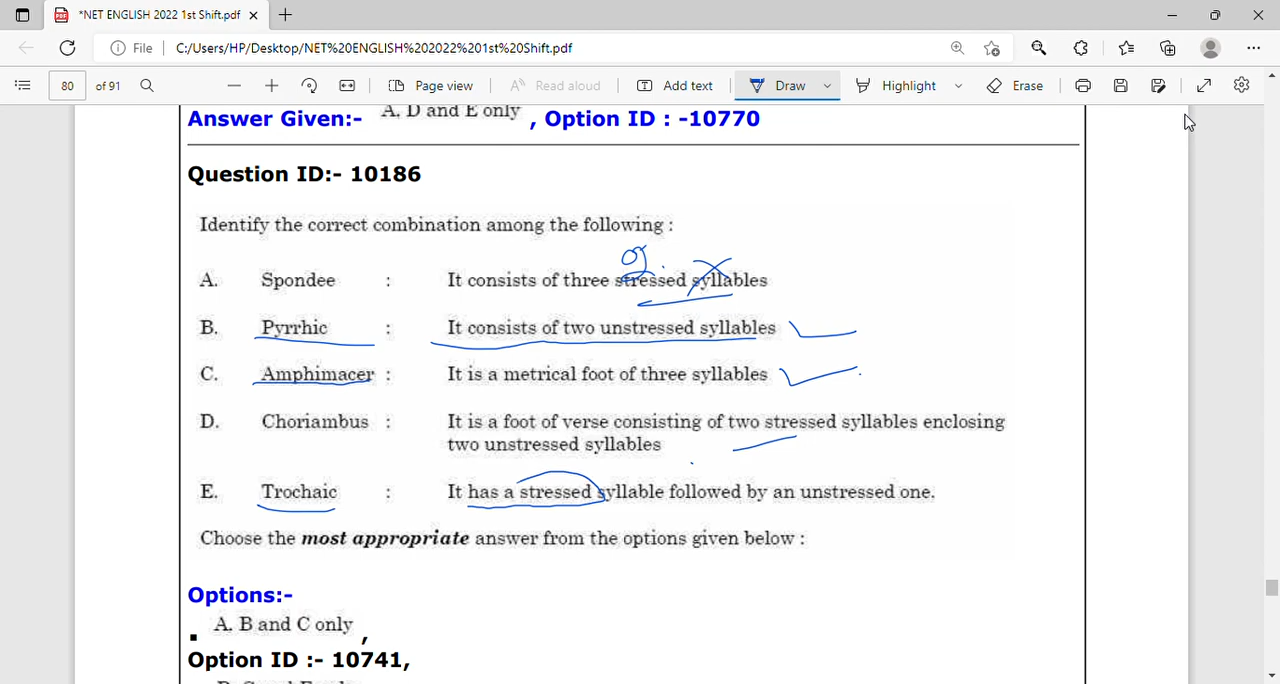 *NET ENGLISH 2022 1st Shift.pdf
File C:/Users/HP/Desktop/NET%20ENGLISH%202022%201st%20Shift.pdf
80 of 91 Page view Read aloud Add text Draw Highlight Erase
Answer Given:- A. D and E only , Option ID : -10770
Question ID:- 10186
Identify the correct combination among the following :
A. Spondee : It consists of three stressed syllables
B. Pyrrhic : It consists of two unstressed syllables
C. Amphimacer : It is a metrical foot of three syllables
D. Choriambus : It is a foot of verse consisting of two stressed syllables enclosing
two unstressed syllables
E. Trochaic : It has a stressed syllable followed by an unstressed one.
Choose the most appropriate answer from the options given below :
Options:-
A. B and C only ,
Option ID :- 10741,